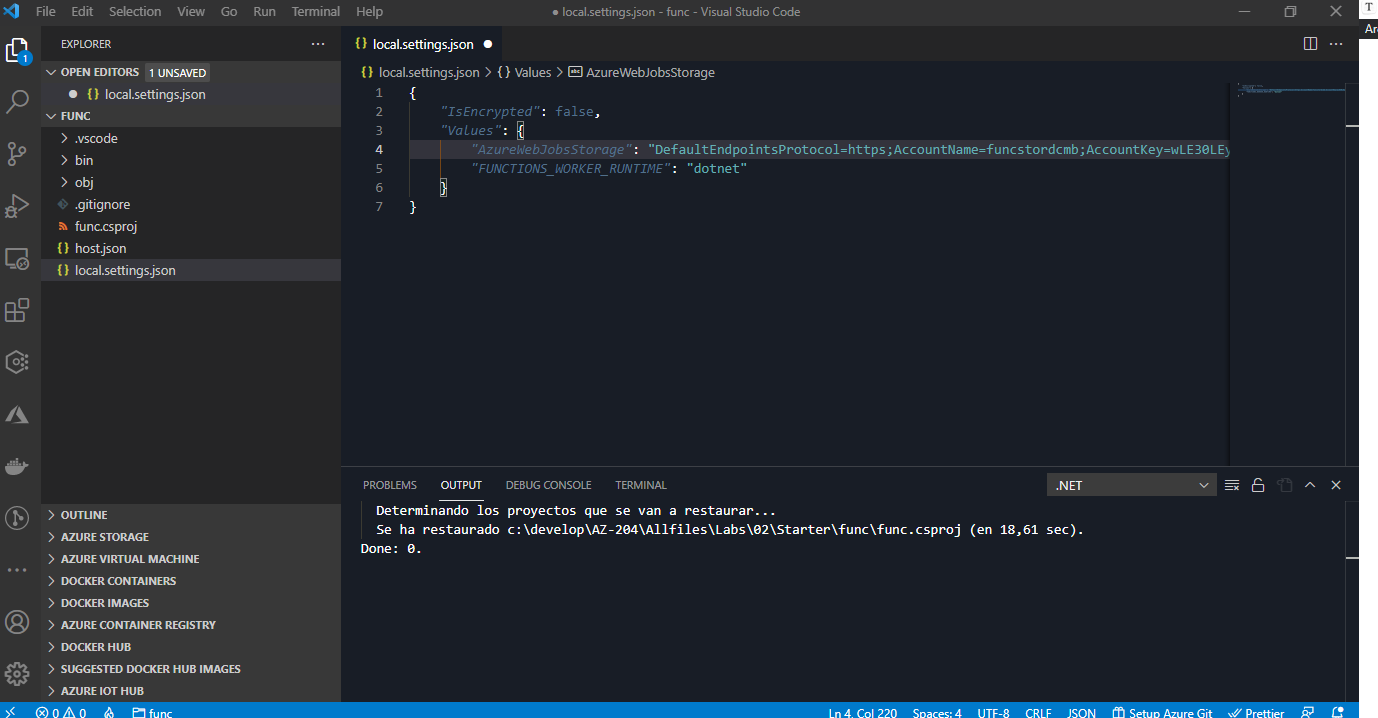 File Edit Selection View Go Run Terminal Help
● local.settings.json - func - Visual Studio Code
T
Ar
1
EXPLORER
OPEN EDITORS 1 UNSAVED
local.settings.json
FUNC
.vscode
bin
obj
.gitignore
func.csproj
{} host.json
{} local.settings.json
OUTLINE
AZURE STORAGE
AZURE VIRTUAL MACHINE
DOCKER CONTAINERS
DOCKER IMAGES
AZURE CONTAINER REGISTRY
DOCKER HUB
SUGGESTED DOCKER HUB IMAGES
AZURE IOT HUB
{} local.settings.json ●
{} local.settings.json > {} Values > abc AzureWebJobsStorage
1 {
2 "IsEncrypted": false,
3 "Values": {
4 "AzureWebJobsStorage": "DefaultEndpointsProtocol=https;AccountName=funcstordcmb;AccountKey=wLE30LEy
5 "FUNCTIONS_WORKER_RUNTIME": "dotnet"
6 }
7 }
PROBLEMS OUTPUT DEBUG CONSOLE TERMINAL .NET
Determinando los proyectos que se van a restaurar...
Se ha restaurado c:\develop\AZ-204\Allfiles\Labs\02\Starter\func\func.csproj (en 18,61 sec).
Done: 0.
0 0 func Ln 4, Col 220 Spaces: 4 UTF-8 CRLF JSON Setup Azure Git Prettier